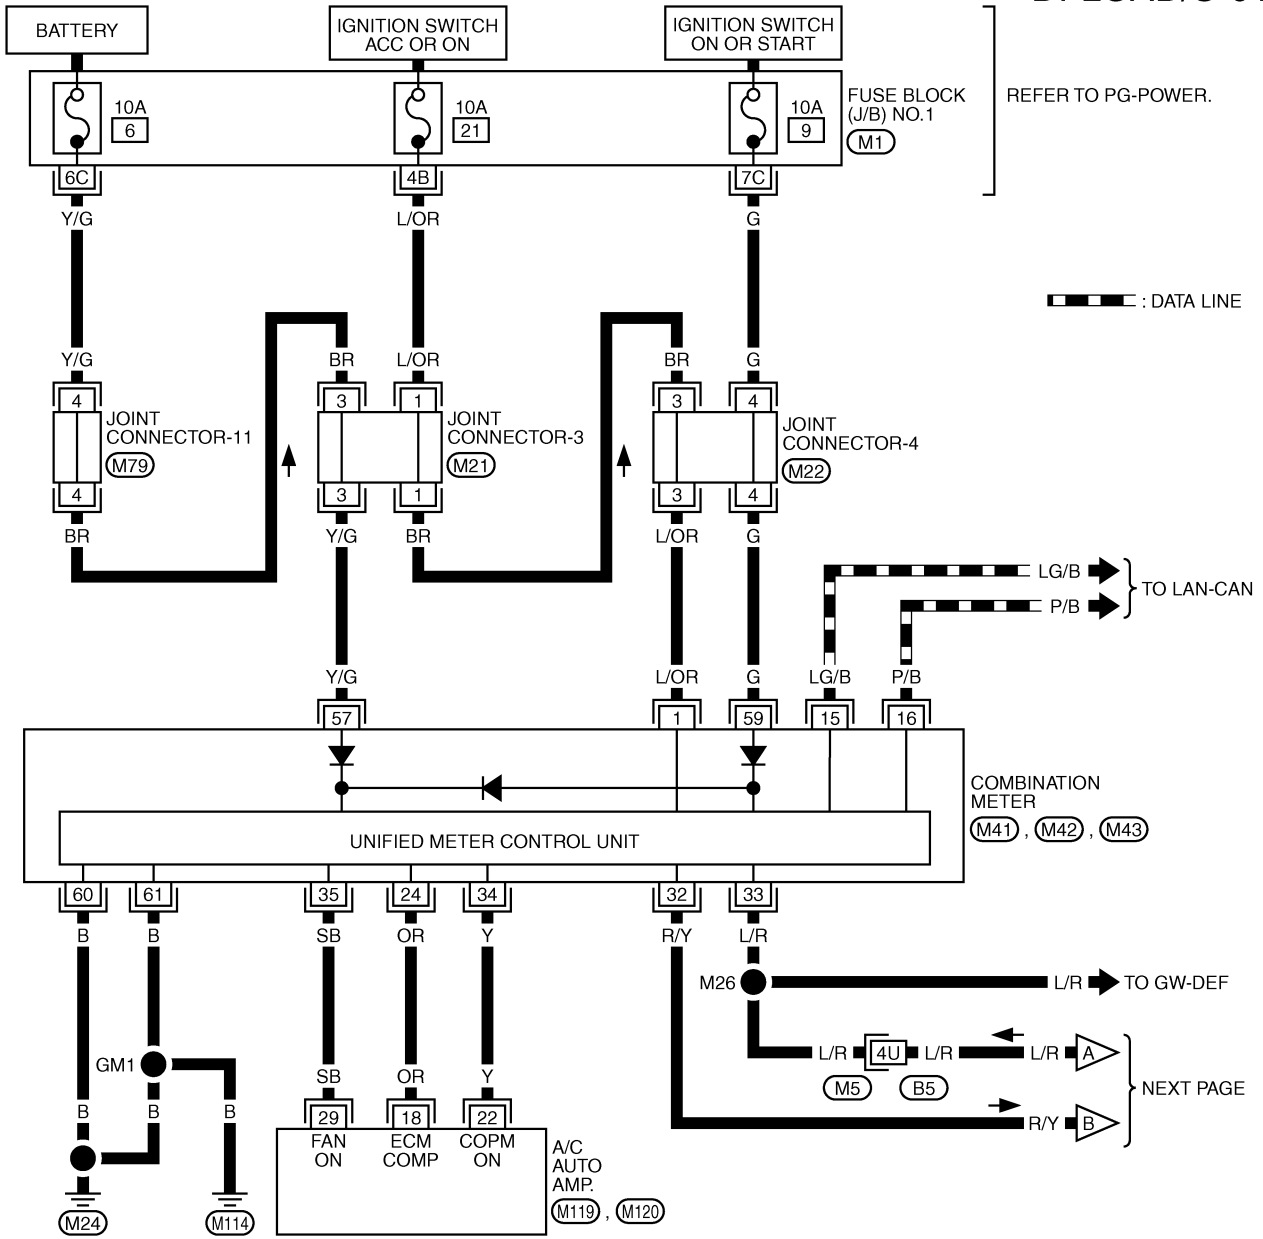 BATTERY
IGNITION SWITCH
ACC OR ON
IGNITION SWITCH
ON OR START
10A
6
10A
21
10A
9
FUSE BLOCK
(J/B) NO.1
M1
REFER TO PG-POWER.
6C
4B
7C
Y/G
L/OR
G
: DATA LINE
Y/G
BR
L/OR
BR
G
4
3
1
3
4
JOINT
CONNECTOR-11
M79
JOINT
CONNECTOR-3
M21
JOINT
CONNECTOR-4
M22
4
3
1
3
4
BR
Y/G
BR
L/OR
G
LG/B
P/B
TO LAN-CAN
Y/G
L/OR
G
LG/B
P/B
57
1
59
15
16
COMBINATION
METER
M41 , M42 , M43
UNIFIED METER CONTROL UNIT
60
61
35
24
34
32
33
B
B
SB
OR
Y
R/Y
L/R
M26
L/R
TO GW-DEF
GM1
L/R
4U
L/R
L/R
A
M5
B5
NEXT PAGE
SB
OR
Y
B
B
B
R/Y
B
29
18
22
FAN
ON
ECM
COMP
COPM
ON
A/C
AUTO
AMP.
M119 , M120
M24
M114